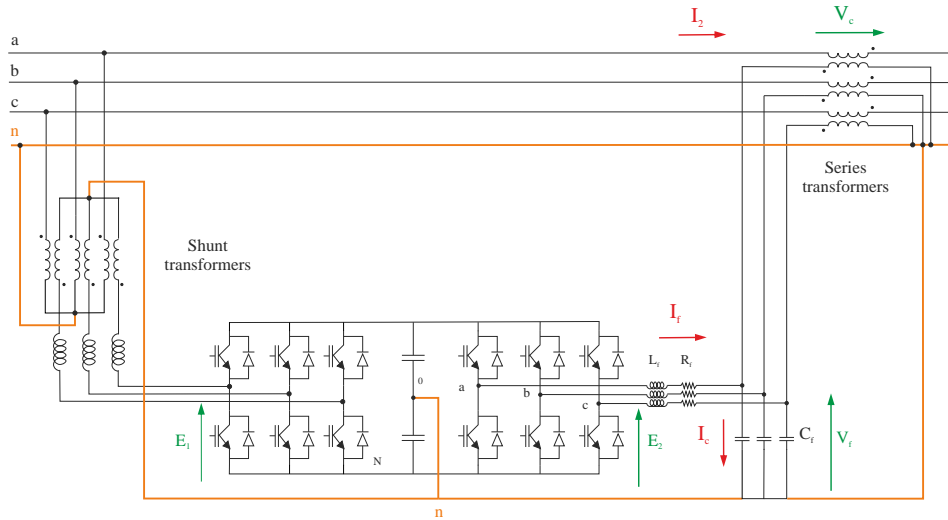 I2
Vc
a
b
c
n
Series
transformers
Shunt
transformers
If
Lf
Rf
0
a
b
c
E1
N
E2
Ic
Cf
Vf
n